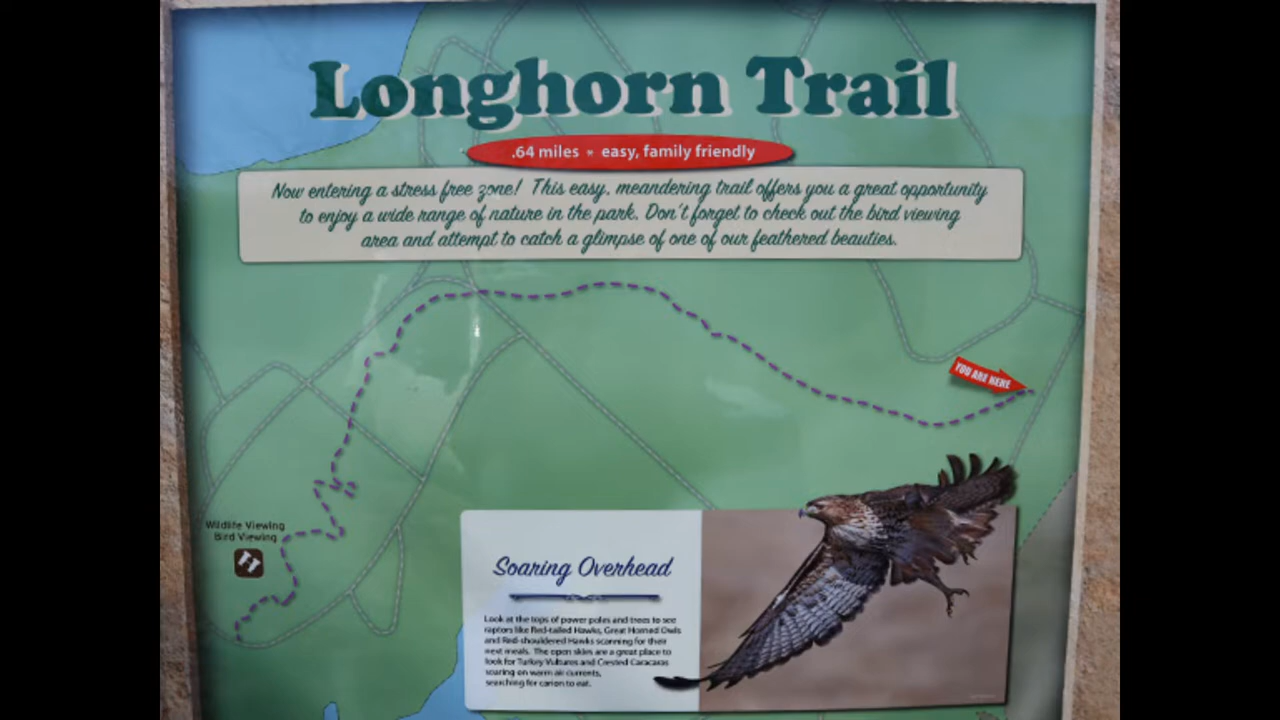 Longhorn Trail
.64 miles • easy, family friendly
Now entering a stress free zone! This easy, meandering trail offers you a great opportunity
to enjoy a wide range of nature in the park. Don't forget to check out the bird viewing
area and attempt to catch a glimpse of one of our feathered beauties.
YOU ARE HERE
Wildlife Viewing
Bird Viewing
Soaring Overhead
Look at the tops of power poles and trees to see
raptors like Red-tailed Hawks, Great Horned Owls
and Red-shouldered Hawks scanning for their
next meals. The open skies are a great place to
look for Turkey Vultures and Crested Caracaras
soaring on warm air currents,
searching for carion to eat.